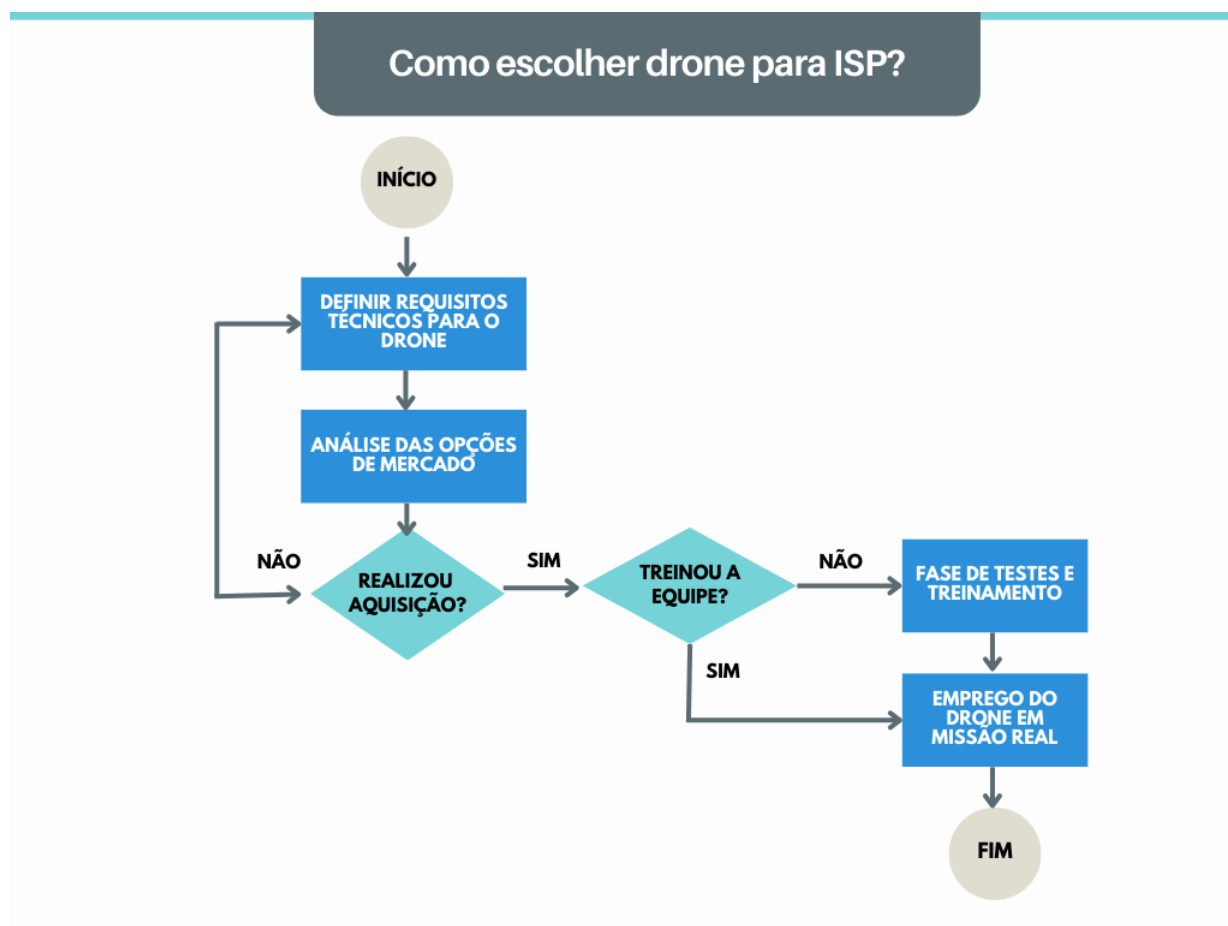 Como escolher drone para ISP?
INÍCIO
DEFINIR REQUISITOS
TÉCNICOS PARA O
DRONE
ANÁLISE DAS OPÇÕES
DE MERCADO
NÃO
REALIZOU
AQUISIÇÃO?
SIM
TREINOU A
EQUIPE?
NÃO
FASE DE TESTES E
TREINAMENTO
SIM
EMPREGO DO
DRONE EM
MISSÃO REAL
FIM